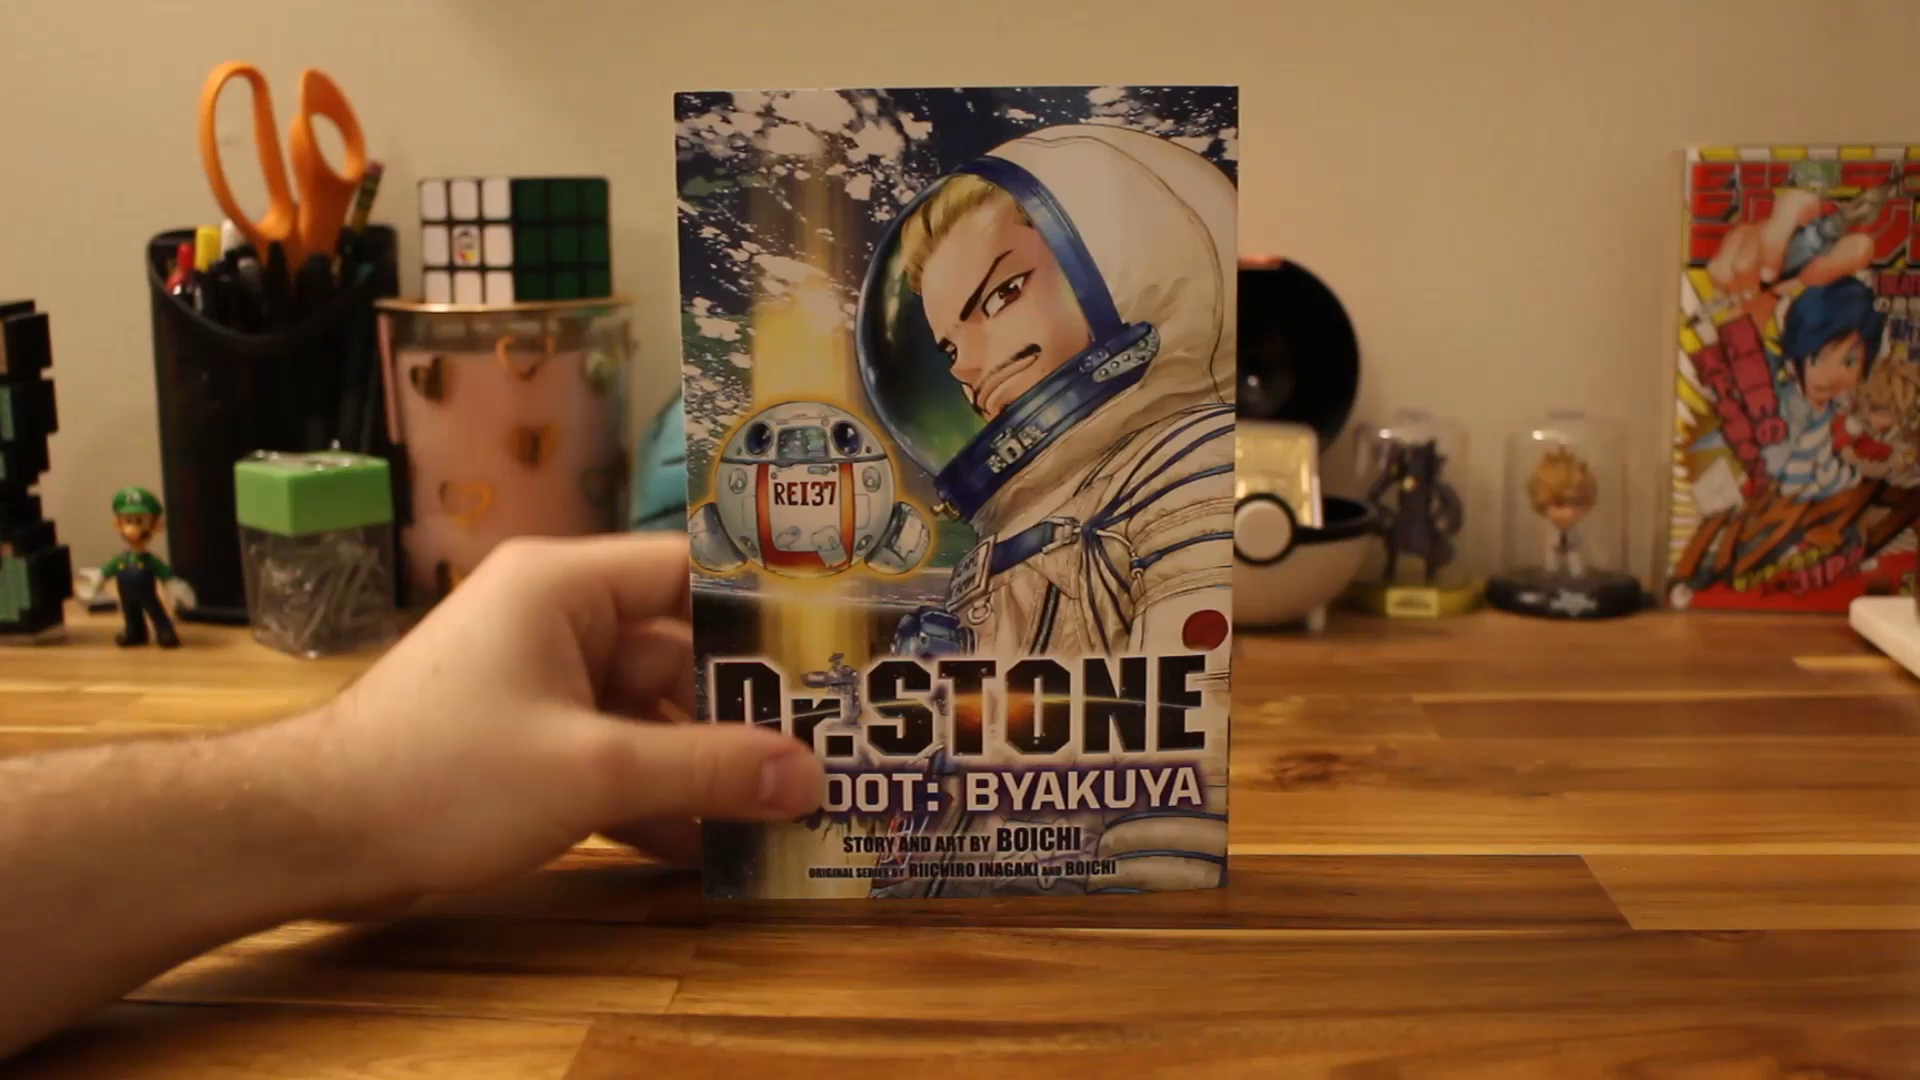 REI37
Dr.STONE
OOT: BYAKUYA
STORY AND ART BY BOICHI
ORIGINAL SERIES BY RIICHIRO INAGAKI AND BOICHI